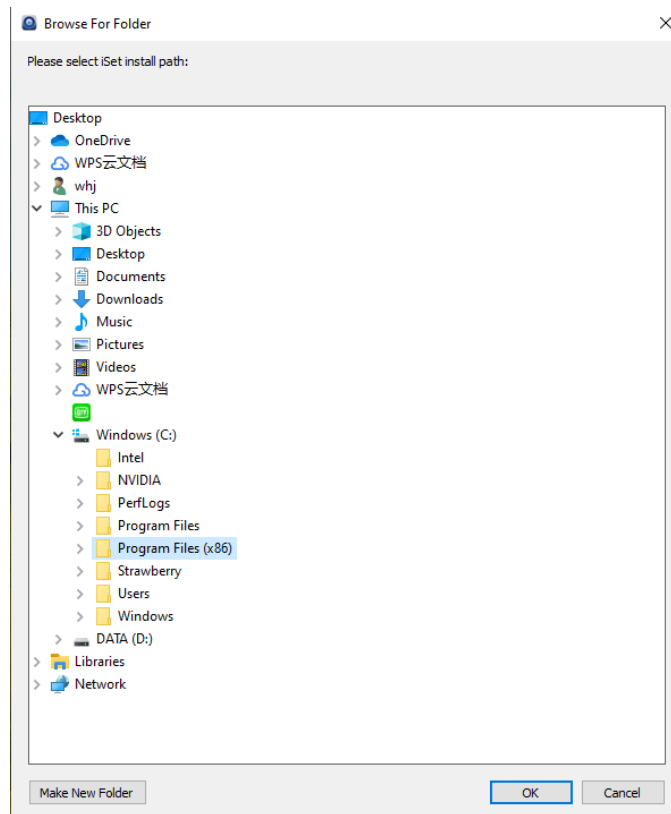 Browse For Folder
Please select iSet install path:
Desktop
OneDrive
WPS云文档
whj
This PC
3D Objects
Desktop
Documents
Downloads
Music
Pictures
Videos
WPS云文档
Windows (C:)
Intel
NVIDIA
PerfLogs
Program Files
Program Files (x86)
Strawberry
Users
Windows
DATA (D:)
Libraries
Network
Make New Folder
OK
Cancel